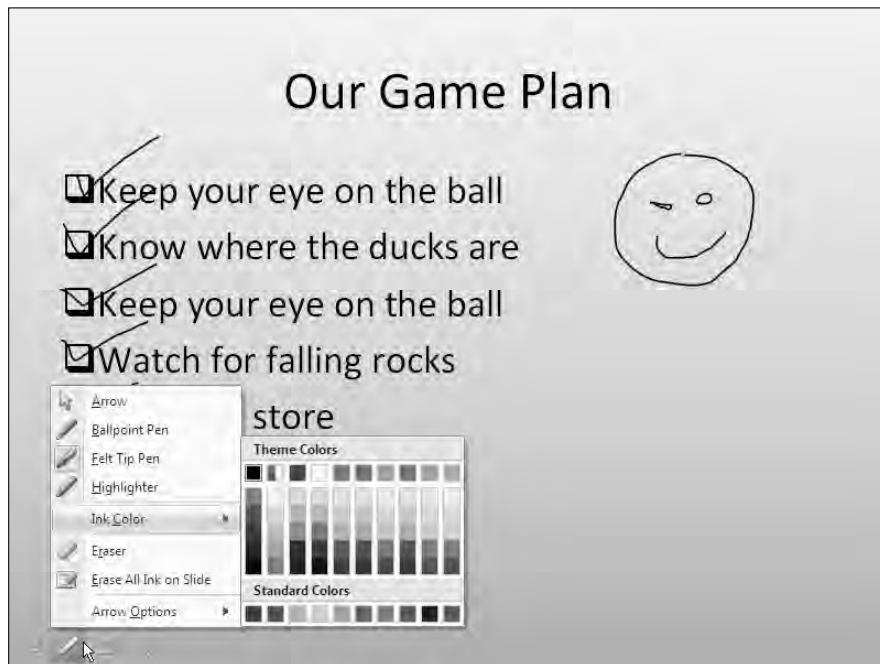 Our Game Plan
Keep your eye on the ball
Know where the ducks are
Keep your eye on the ball
Watch for falling rocks
store
Arrow
Ballpoint Pen
Felt Tip Pen
Highlighter
Ink Color
Eraser
Erase All Ink on Slide
Arrow Options
Theme Colors
Standard Colors